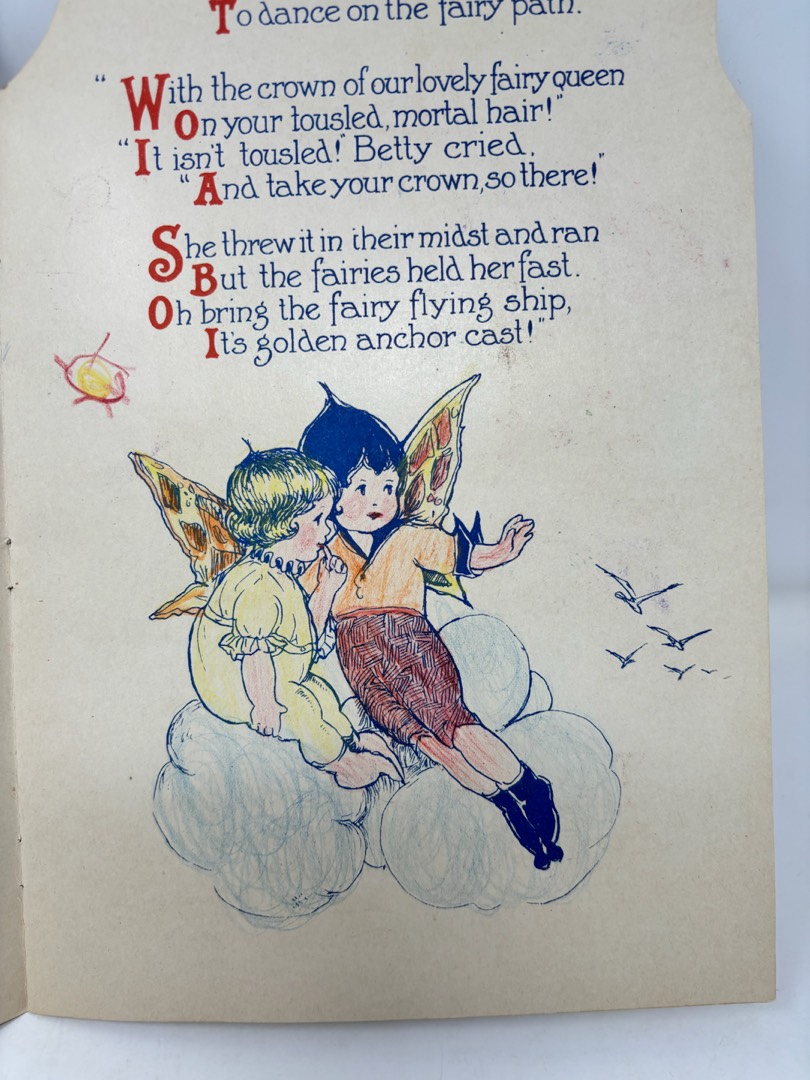 To dance on the fairy path.
"With the crown of our lovely fairy queen
On your tousled, mortal hair!"
"It isn't tousled!" Betty cried.
"And take your crown, so there!"
She threw it in their midst and ran
But the fairies held her fast.
Oh bring the fairy flying ship,
It's golden anchor cast!"